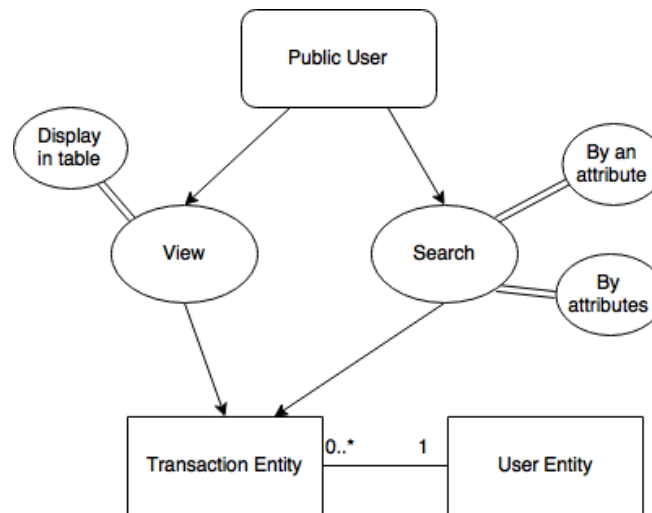 Public User
Display
in table
By an
attribute
View
Search
By
attributes
0..*
1
Transaction Entity
User Entity